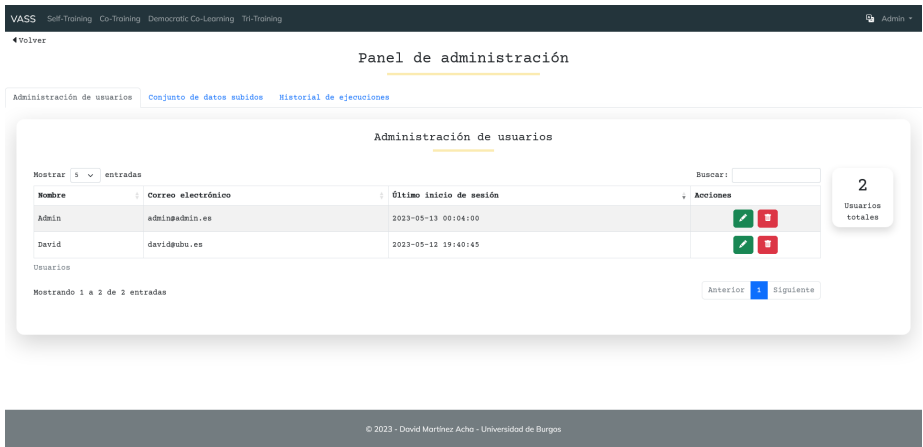 VASS Self-Training Co-Training Democratic Co-Learning Tri-Training Admin
Volver
Panel de administración
Administración de usuarios Conjunto de datos subidos Historial de ejecuciones
Administración de usuarios
Mostrar 5 entradas Buscar:
2
Usuarios
totales
Nombre Correo electrónico Último inicio de sesión Acciones
Admin admin@admin.es 2023-05-13 00:04:00
David david@ubu.es 2023-05-12 19:40:45
Usuarios
Mostrando 1 a 2 de 2 entradas Anterior 1 Siguiente
© 2023 - David Martínez Acha - Universidad de Burgos